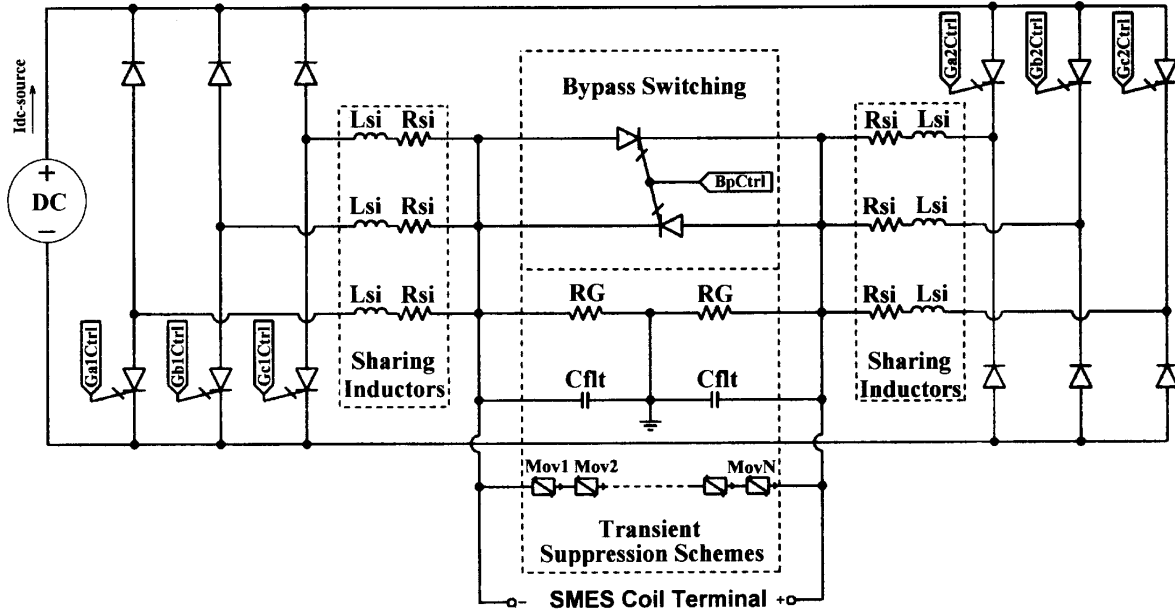 Idc-source
+
DC
−
Ga1Ctrl
Gb1Ctrl
Gc1Ctrl
Lsi Rsi
Lsi Rsi
Lsi Rsi
Sharing
Inductors
Bypass Switching
BpCtrl
RG RG
Cflt Cflt
Mov1 Mov2 MovN
Transient
Suppression Schemes
− SMES Coil Terminal +
Rsi Lsi
Rsi Lsi
Rsi Lsi
Sharing
Inductors
Ga2Ctrl
Gb2Ctrl
Gc2Ctrl